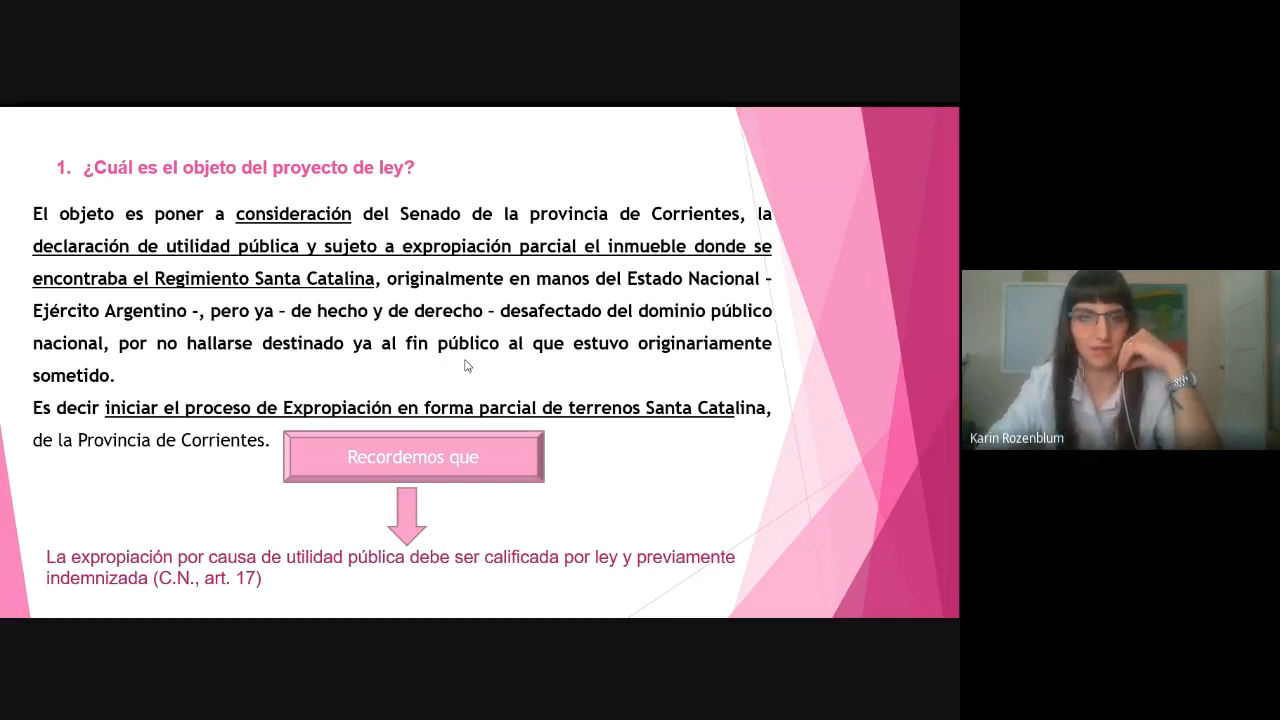 1. ¿Cuál es el objeto del proyecto de ley?
El objeto es poner a consideración del Senado de la provincia de Corrientes, la
declaración de utilidad pública y sujeto a expropiación parcial el inmueble donde se
encontraba el Regimiento Santa Catalina, originalmente en manos del Estado Nacional –
Ejército Argentino -, pero ya – de hecho y de derecho – desafectado del dominio público
nacional, por no hallarse destinado ya al fin público al que estuvo originariamente
sometido.
Es decir iniciar el proceso de Expropiación en forma parcial de terrenos Santa Catalina,
de la Provincia de Corrientes.
Recordemos que
La expropiación por causa de utilidad pública debe ser calificada por ley y previamente
indemnizada (C.N., art. 17)
Karin Rozenblum